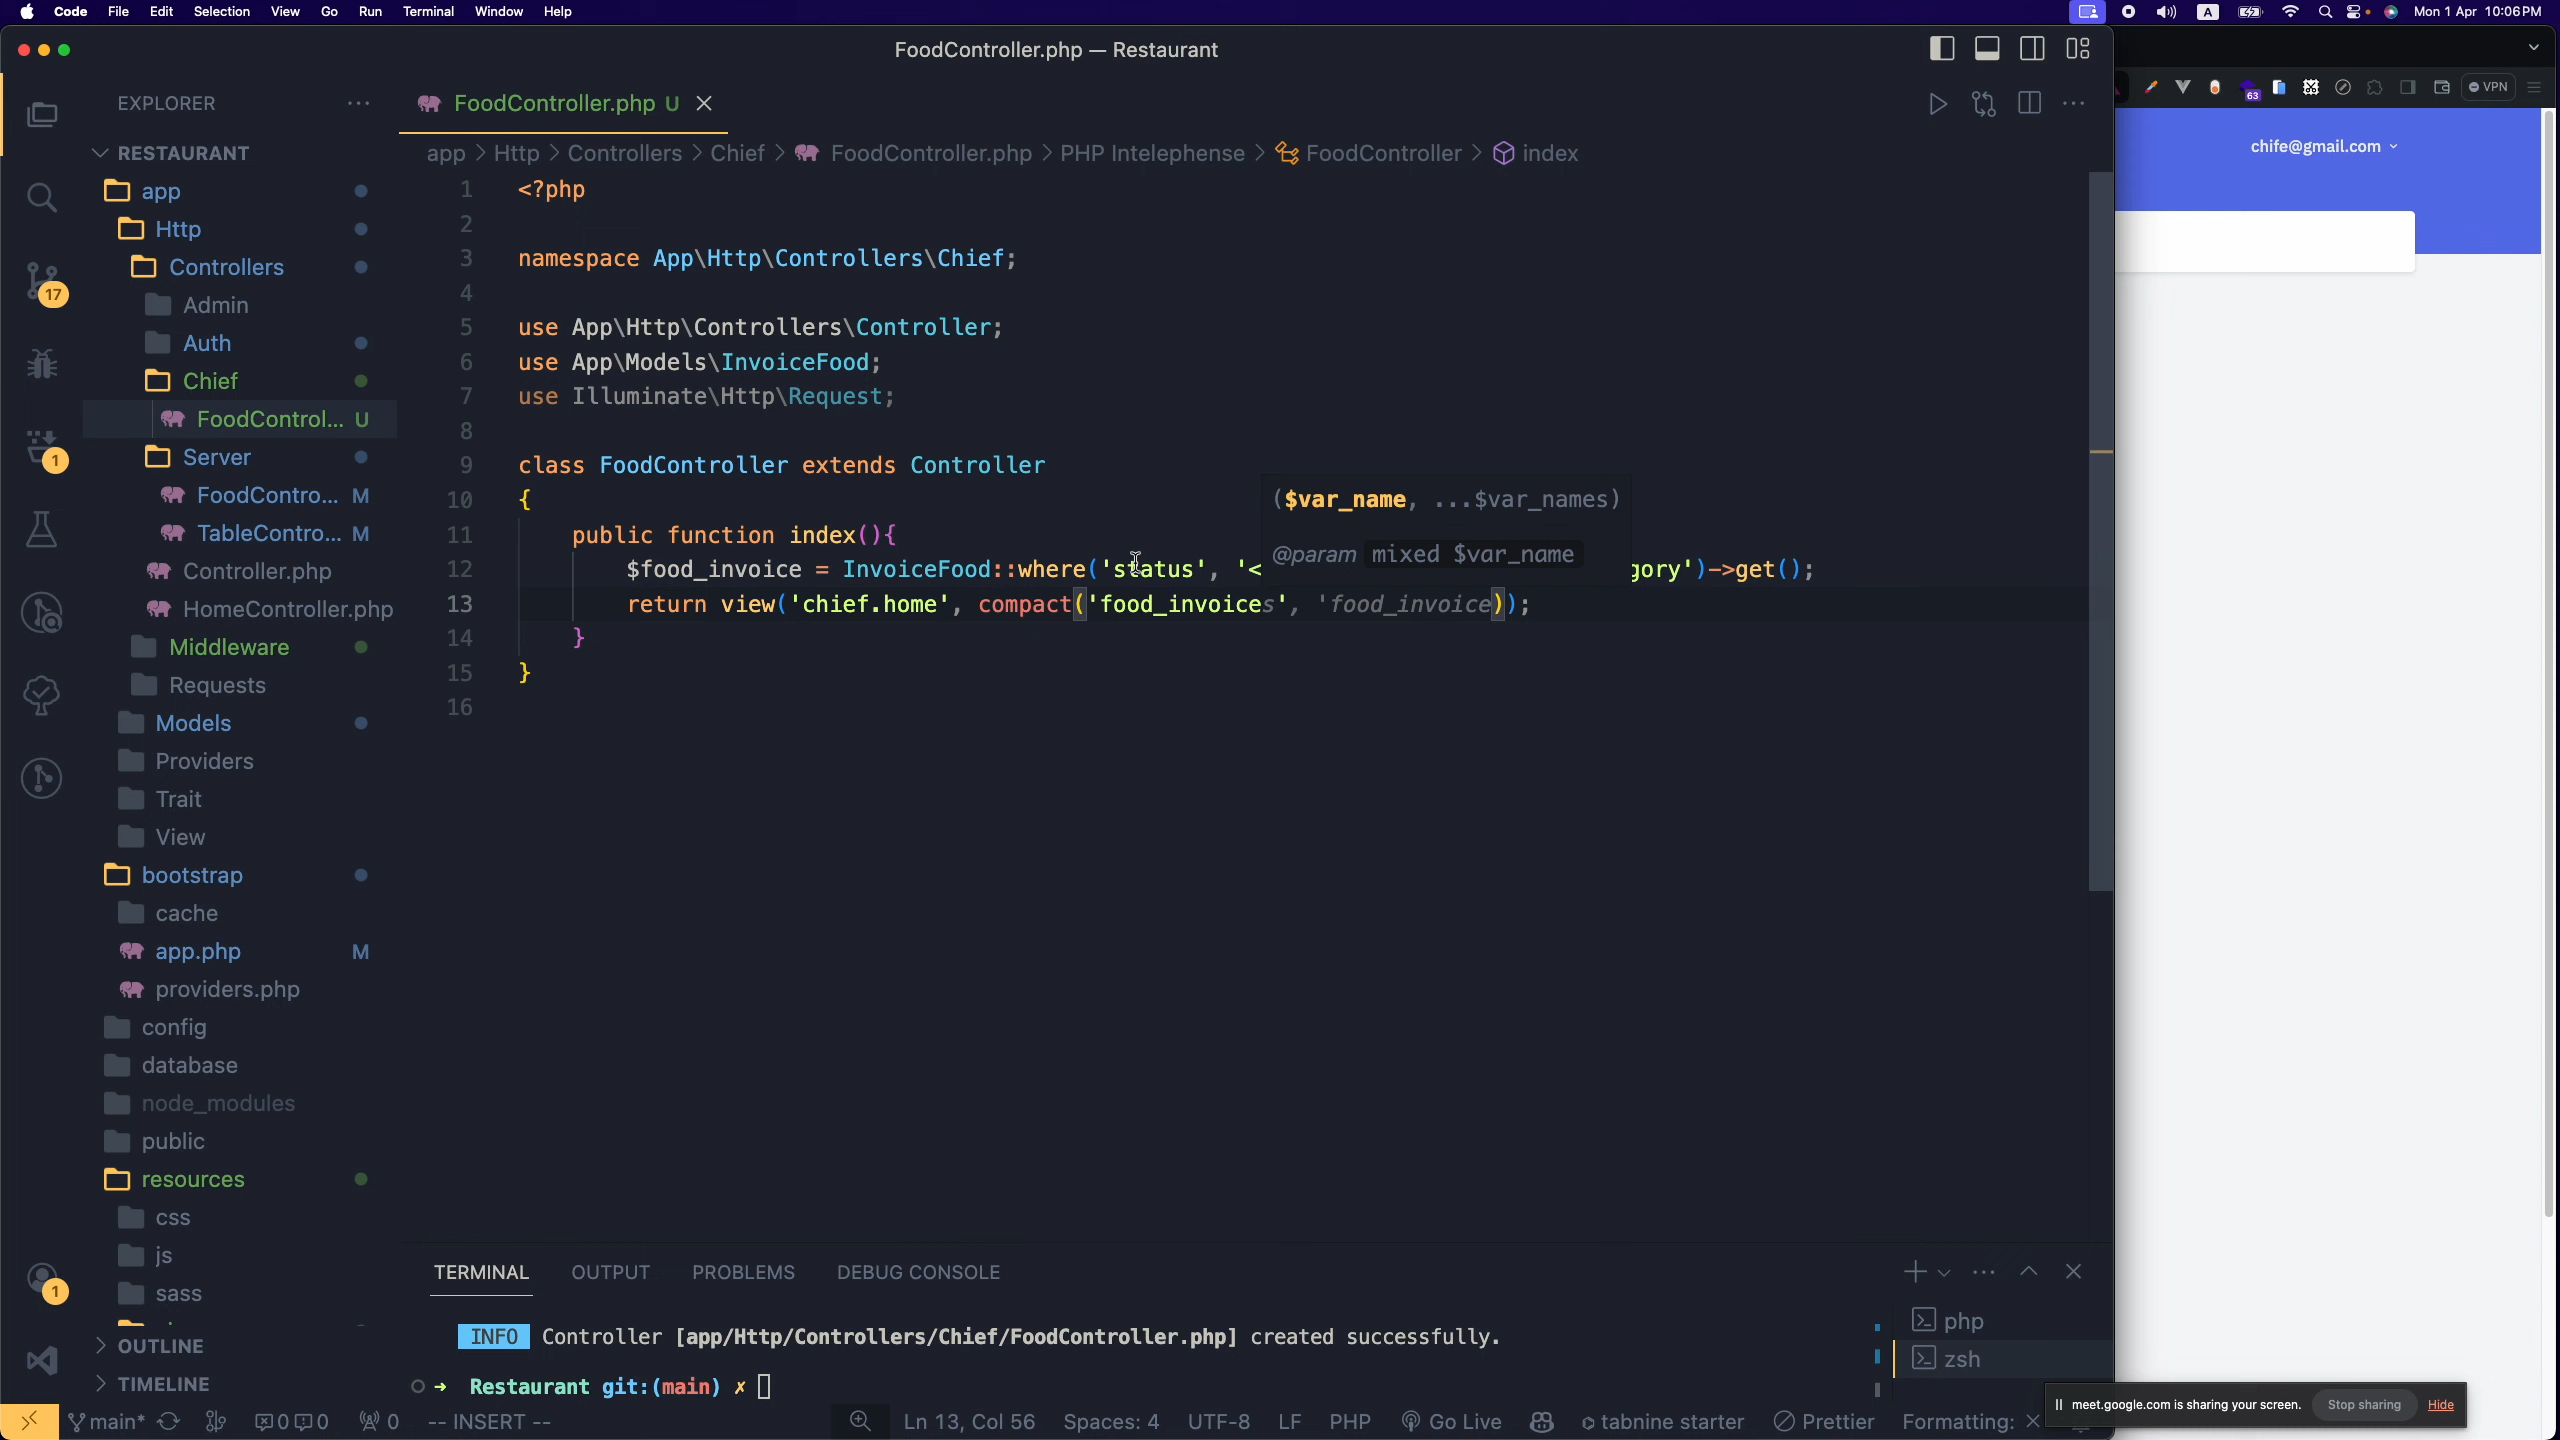 Code File Edit Selection View Go Run Terminal Window Help
A
Mon 1 Apr 10:06 PM
FoodController.php — Restaurant
63
VPN
chife@gmail.com
EXPLORER
RESTAURANT
app
Http
Controllers
Admin
Auth
Chief
FoodControl... U
Server
FoodContro... M
TableContro... M
Controller.php
HomeController.php
Middleware
Requests
Models
Providers
Trait
View
bootstrap
cache
app.php M
providers.php
config
database
node_modules
public
resources
css
js
sass
OUTLINE
TIMELINE
17
1
1
FoodController.php U
app > Http > Controllers > Chief > FoodController.php > PHP Intelephense > FoodController > index
1 <?php
2
3 namespace App\Http\Controllers\Chief;
4
5 use App\Http\Controllers\Controller;
6 use App\Models\InvoiceFood;
7 use Illuminate\Http\Request;
8
9 class FoodController extends Controller
10 {
11 public function index(){
12 $food_invoice = InvoiceFood::where('status', '< gory')->get();
13 return view('chief.home', compact('food_invoices', 'food_invoice));
14 }
15 }
16
($var_name, ...$var_names)
@param mixed $var_name
TERMINAL OUTPUT PROBLEMS DEBUG CONSOLE
INFO Controller [app/Http/Controllers/Chief/FoodController.php] created successfully.
➜ Restaurant git:(main) ✗
php
zsh
main* 0 0 0 -- INSERT -- Ln 13, Col 56 Spaces: 4 UTF-8 LF PHP Go Live tabnine starter Prettier Formatting: ×
meet.google.com is sharing your screen. Stop sharing Hide